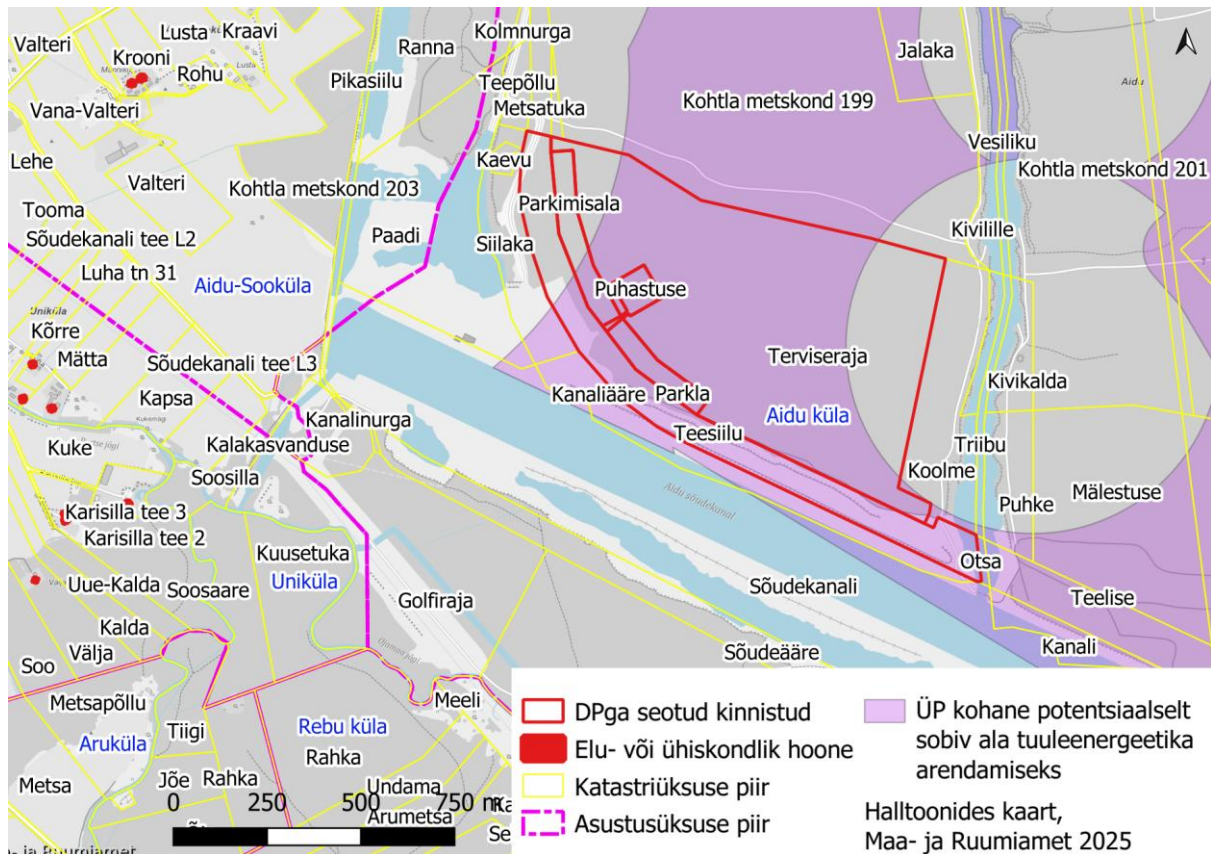 Valteri
Lusta
Kraavi
Krooni
Rohu
Lusta
Vana-Valteri
Lehe
Valteri
Tooma
Sõudekanali tee L2
Luha tn 31
Aidu-Sooküla
Uniküla
Kõrre
Mätta
Sõudekanali tee L3
Kapsa
Kukemägi
Kuke
Kalakasvanduse
Soosilla
Karisilla tee 3
Karisilla tee 2
Uue-Kalda
Soosaare
Kuusetuka
Uniküla
Kalda
Välja
Soo
Metsapõllu
Aruküla
Tiigi
Metsa
Jõe
Rahka
Rebu küla
Rahka
Undama
Arumetsa
Meeli
Golfiraja
Ojamaa jõgi
Ranna
Pikasiilu
Kolmnurga
Teepõllu
Metsatuka
Kaevu
Kohtla metskond 203
Paadi
Siilaka
Parkimisala
Puhastuse
Kanalinurga
Kanaliääre
Parkla
Teesiilu
Terviseraja
Aidu küla
Aidu sõudekanal
Sõudekanali
Sõudeääre
Jalaka
Kohtla metskond 199
Aidu
Vesiliku
Kohtla metskond 201
Kivilille
Kivikalda
Triibu
Koolme
Puhke
Mälestuse
Otsa
Teelise
Kanali
0 250 500 750 m
DPga seotud kinnistud
Elu- või ühiskondlik hoone
Katastriüksuse piir
Asustusüksuse piir
ÜP kohane potentsiaalselt
sobiv ala tuuleenergeetika
arendamiseks
Halltoonides kaart,
Maa- ja Ruumiamet 2025